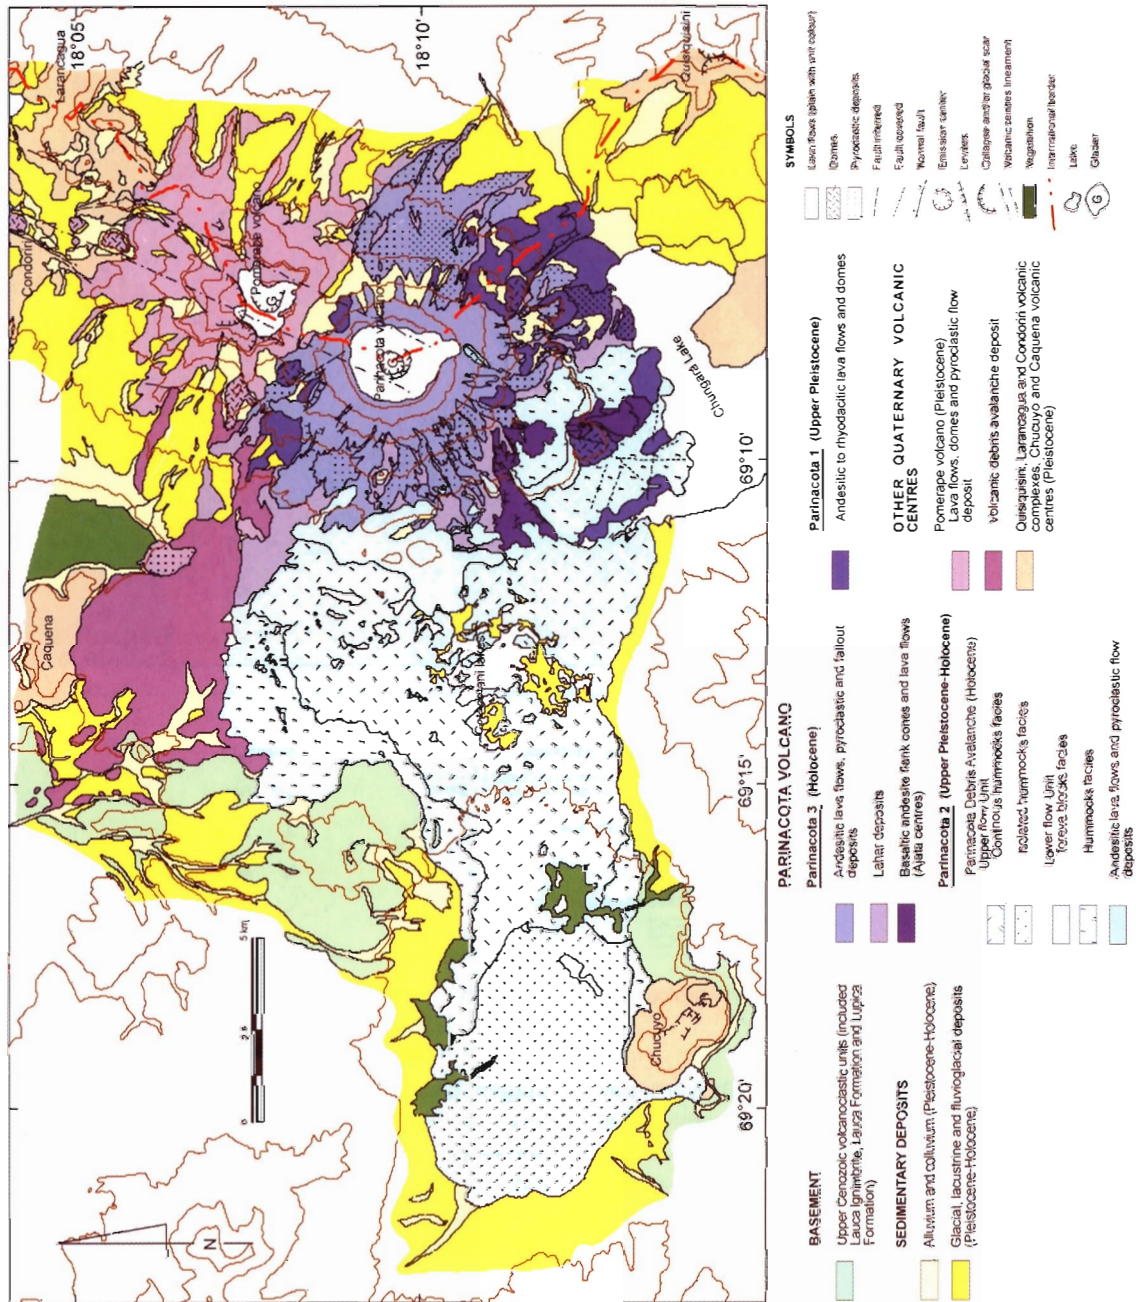 18°05'
18°10'
Larancagua
Condoriri
Quisiquisini
Pomerape volcano
G
Parinacota volcano
G
Chungará Lake
69°10'
Caquena
69°15'
Chucuyo
69°20'
0
2.5
5 km
N
PARINACOTA VOLCANO
BASEMENT
Upper Cenozoic volcanoclastic units (included
Lauca Ignimbrite, Lauca Formation and Lupica
Formation)
SEDIMENTARY DEPOSITS
Alluvium and colluvium (Pleistocene-Holocene)
Glacial, lacustrine and fluvioglacial deposits
(Pleistocene-Holocene)
Parinacota 3 (Holocene)
Andesitic lava flows, pyroclastic and fallout
deposits
Lahar deposits
Basaltic andesite flank cones and lava flows
(Ajata centres)
Parinacota 2 (Upper Pleistocene-Holocene)
Parinacota Debris Avalanche (Holocene)
Upper flow Unit
Continous hummocks facies
Isolated hummocks facies
Lower flow Unit
Toreva blocks facies
Hummocks facies
Andesitic lava flows and pyroclastic flow
deposits
Parinacota 1 (Upper Pleistocene)
Andesitic to rhyodacitic lava flows and domes
OTHER QUATERNARY VOLCANIC
CENTRES
Pomerape volcano (Pleistocene)
Lava flows, domes and pyroclastic flow
deposit
Volcanic debris avalanche deposit
Quisiquisini, Larancagua and Condoriri volcanic
complexes, Chucuyo and Caquena volcanic
centres (Pleistocene)
SYMBOLS
Lava flows (plain with unit colour)
Domes
Pyroclastic deposits
Fault inferred
Fault covered
Normal fault
Emission center
Levées
Collapse and/or glacial scar
Volcanic centres lineament
Vegetation
International border
Lake
G
Glacier